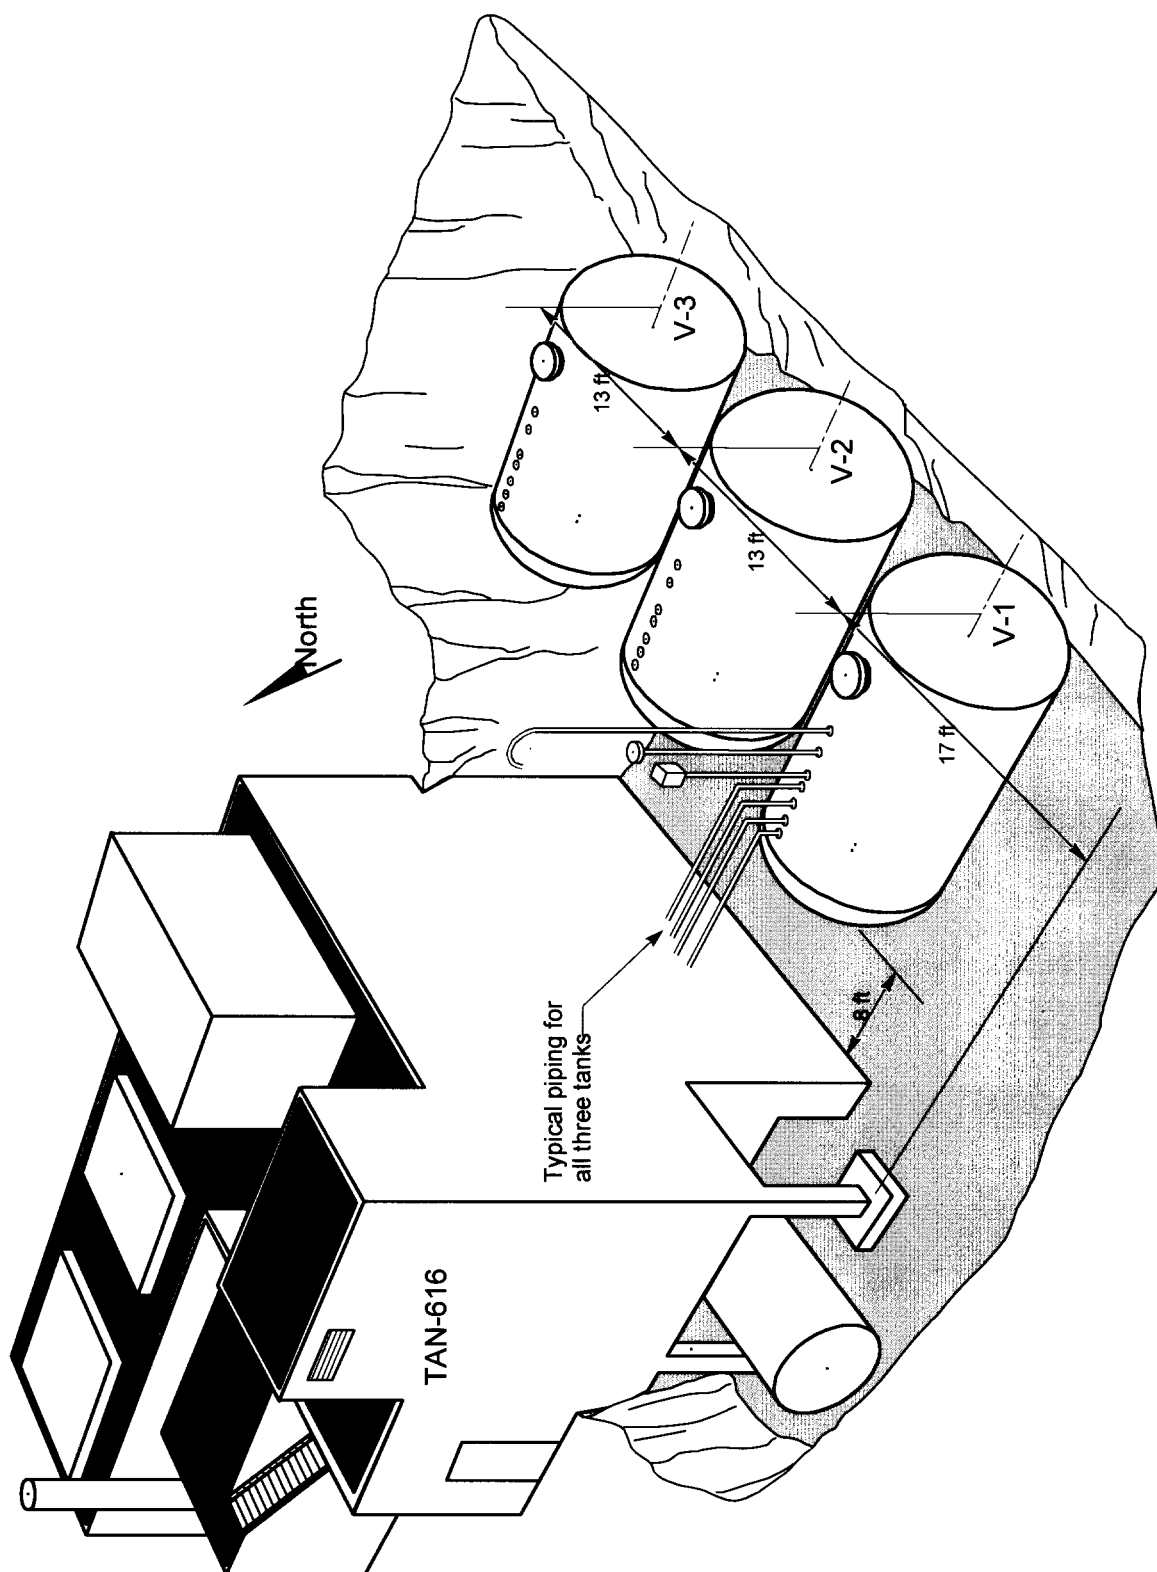 North
V-3
13 ft
V-2
13 ft
V-1
17 ft
8 ft
Typical piping for
all three tanks
TAN-616